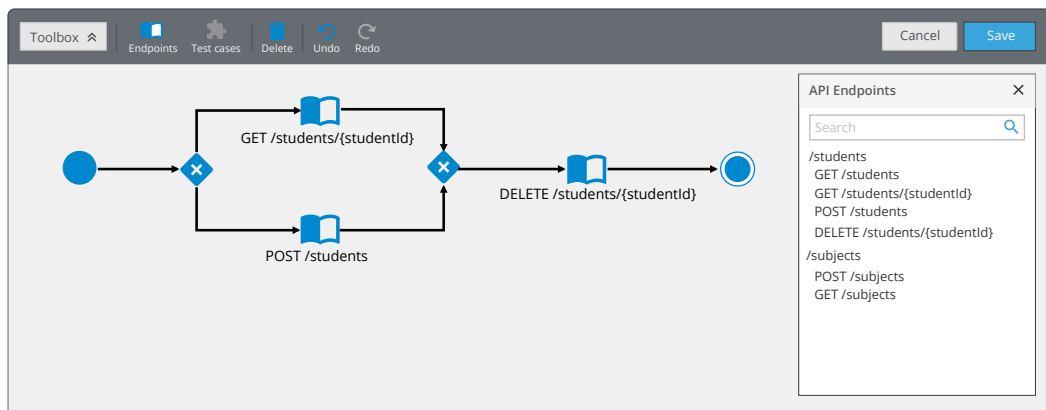 Toolbox
Endpoints
Test cases
Delete
Undo
Redo
Cancel
Save
GET /students/{studentId}
POST /students
DELETE /students/{studentId}
API Endpoints
Search
/students
GET /students
GET /students/{studentId}
POST /students
DELETE /students/{studentId}
/subjects
POST /subjects
GET /subjects